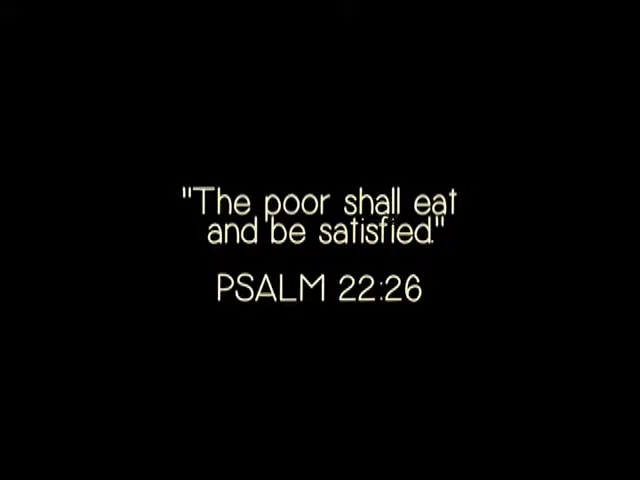 "The poor shall eat
and be satisfied."
PSALM 22:26